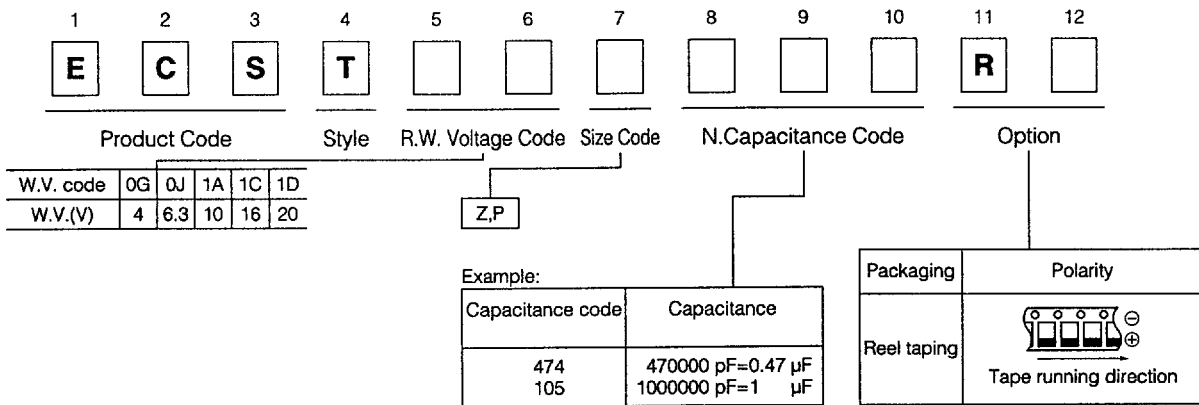 1 2 3 4 5 6 7 8 9 10 11 12
E C S T R
Product Code Style R.W. Voltage Code Size Code N.Capacitance Code Option
W.V. code 0G 0J 1A 1C 1D
W.V.(V) 4 6.3 10 16 20
Z,P
Example:
Capacitance code Capacitance
474 470000 pF=0.47 µF
105 1000000 pF=1 µF
Packaging Polarity
Reel taping ⊖
⊕
Tape running direction